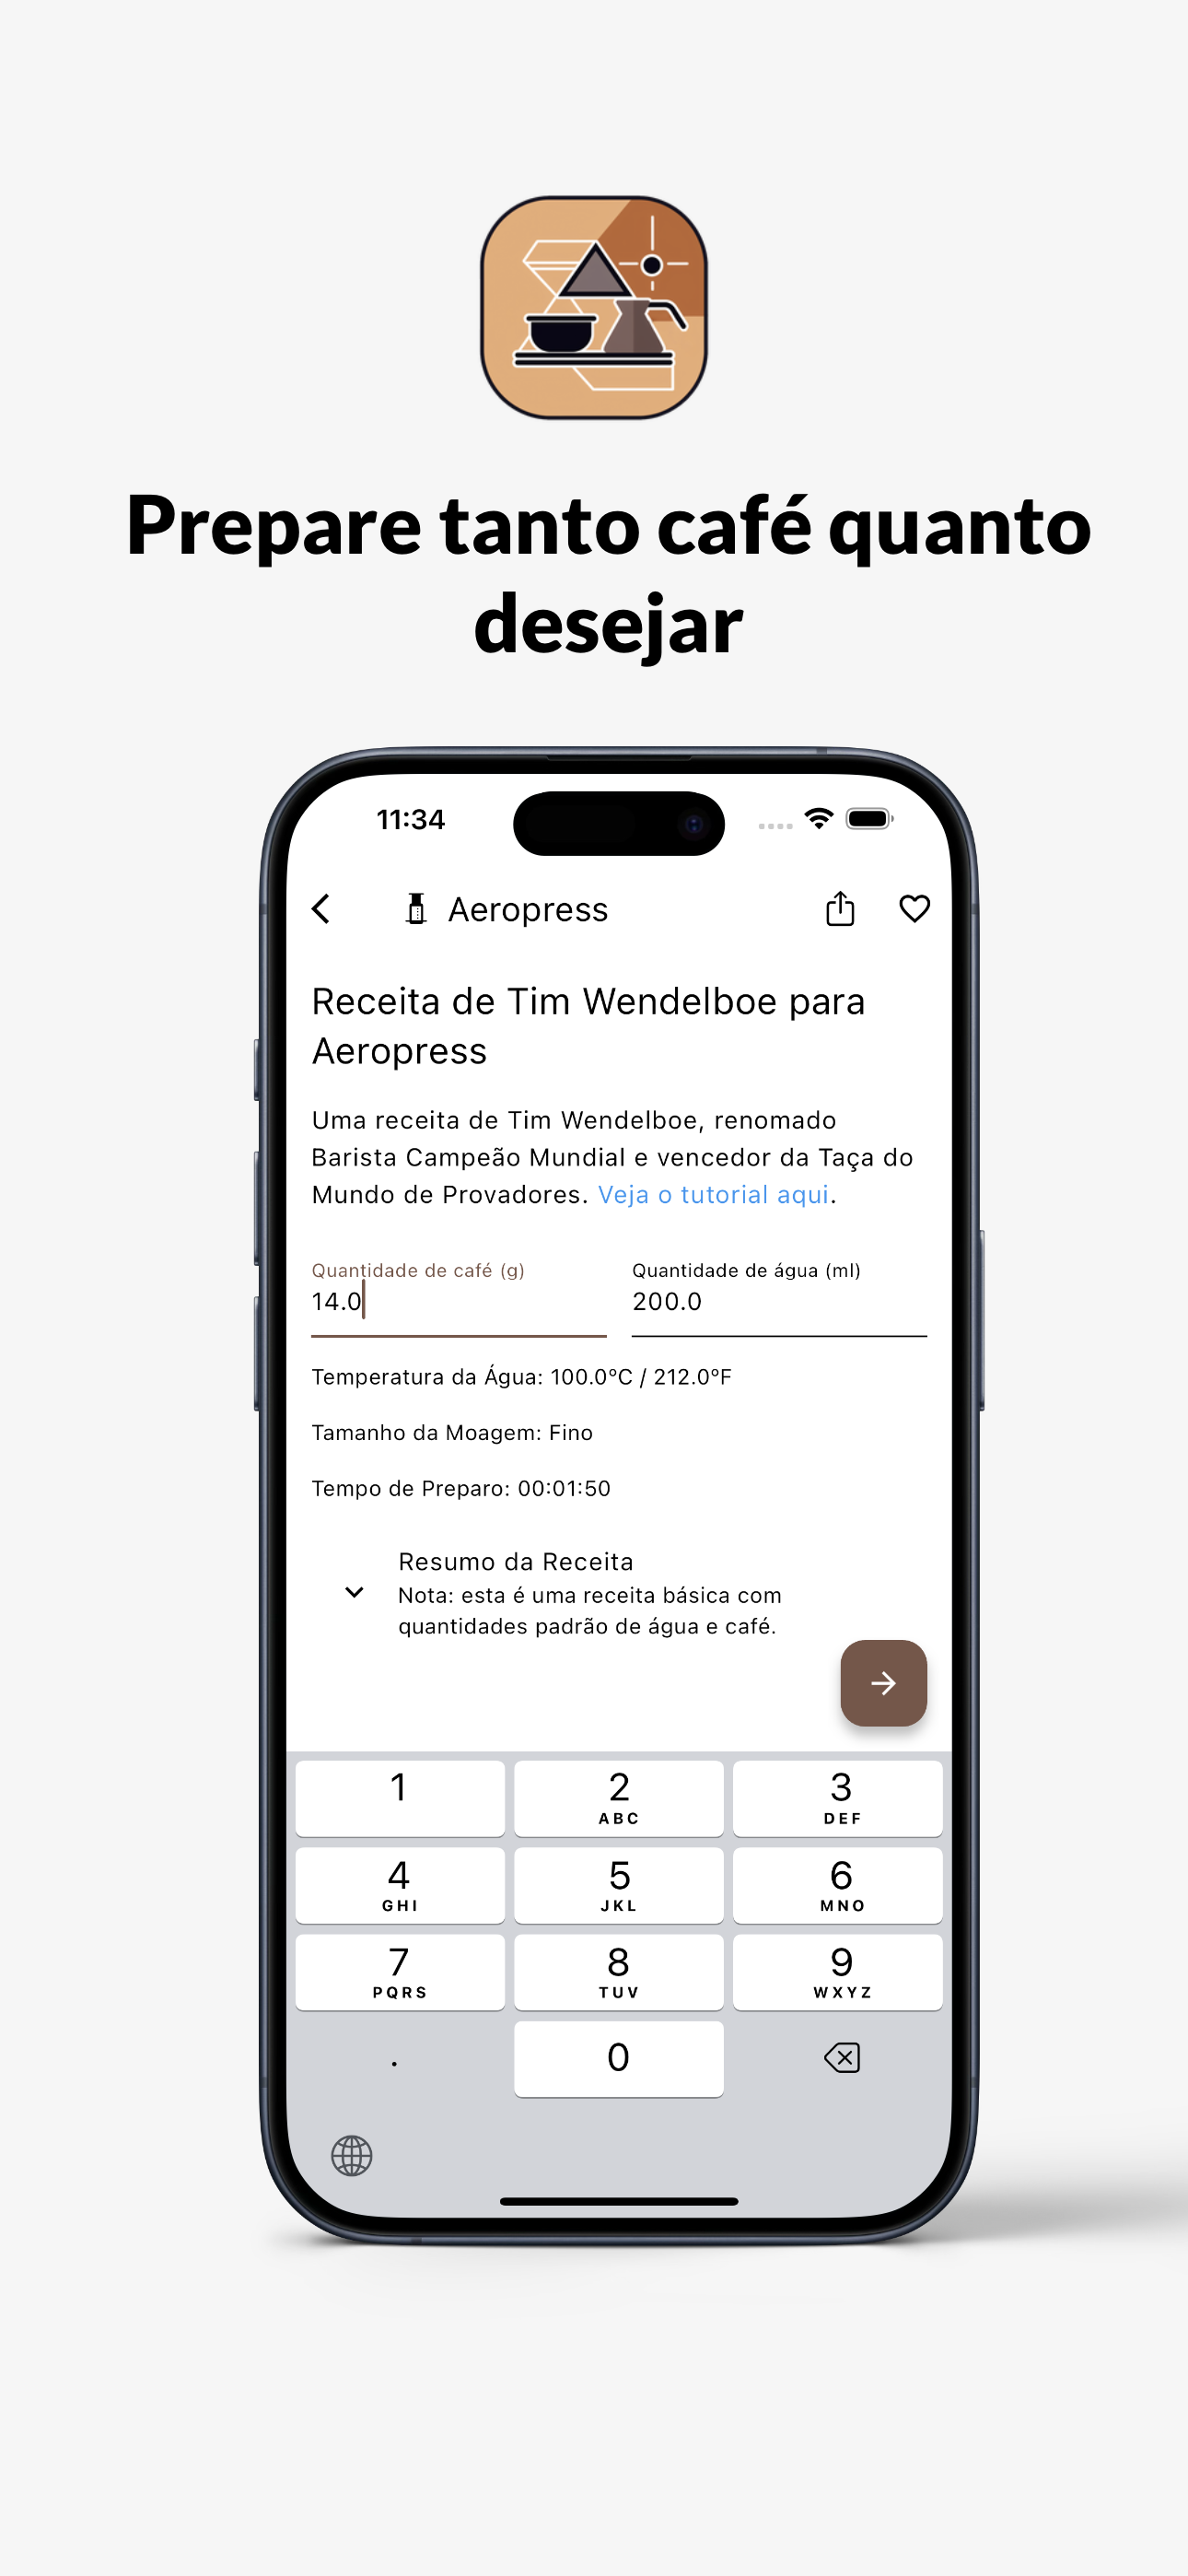 Prepare tanto café quanto
desejar
11:34
Aeropress
Receita de Tim Wendelboe para
Aeropress
Uma receita de Tim Wendelboe, renomado
Barista Campeão Mundial e vencedor da Taça do
Mundo de Provadores. Veja o tutorial aqui.
Quantidade de café (g)
Quantidade de água (ml)
14.0
200.0
Temperatura da Água: 100.0ºC / 212.0ºF
Tamanho da Moagem: Fino
Tempo de Preparo: 00:01:50
Resumo da Receita
Nota: esta é uma receita básica com
quantidades padrão de água e café.
1 2 3
ABC DEF
4 5 6
GHI JKL MNO
7 8 9
PQRS TUV WXYZ
. 0